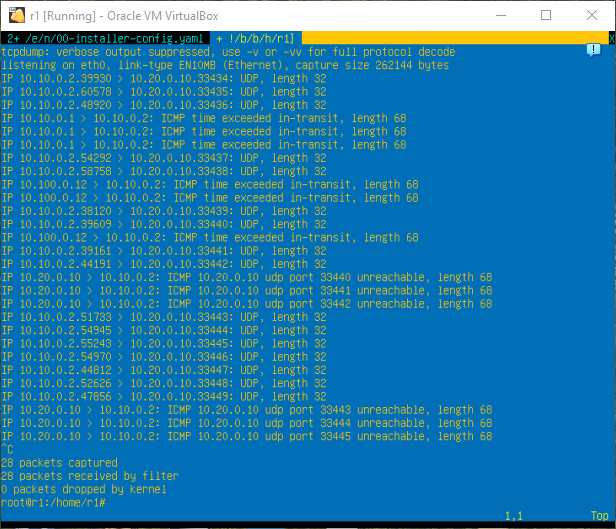 r1 [Running] - Oracle VM VirtualBox
2+ /e/n/00-installer-config.yaml + !/b/b/h/r1] X
tcpdump: verbose output suppressed, use -v or -vv for full protocol decode
listening on eth0, link-type EN10MB (Ethernet), capture size 262144 bytes
IP 10.10.0.2.39930 > 10.20.0.10.33434: UDP, length 32
IP 10.10.0.2.60578 > 10.20.0.10.33435: UDP, length 32
IP 10.10.0.2.48920 > 10.20.0.10.33436: UDP, length 32
IP 10.10.0.1 > 10.10.0.2: ICMP time exceeded in-transit, length 68
IP 10.10.0.1 > 10.10.0.2: ICMP time exceeded in-transit, length 68
IP 10.10.0.1 > 10.10.0.2: ICMP time exceeded in-transit, length 68
IP 10.10.0.2.54292 > 10.20.0.10.33437: UDP, length 32
IP 10.10.0.2.58758 > 10.20.0.10.33438: UDP, length 32
IP 10.100.0.12 > 10.10.0.2: ICMP time exceeded in-transit, length 68
IP 10.100.0.12 > 10.10.0.2: ICMP time exceeded in-transit, length 68
IP 10.10.0.2.38120 > 10.20.0.10.33439: UDP, length 32
IP 10.10.0.2.39609 > 10.20.0.10.33440: UDP, length 32
IP 10.100.0.12 > 10.10.0.2: ICMP time exceeded in-transit, length 68
IP 10.10.0.2.39161 > 10.20.0.10.33441: UDP, length 32
IP 10.10.0.2.44191 > 10.20.0.10.33442: UDP, length 32
IP 10.20.0.10 > 10.10.0.2: ICMP 10.20.0.10 udp port 33440 unreachable, length 68
IP 10.20.0.10 > 10.10.0.2: ICMP 10.20.0.10 udp port 33441 unreachable, length 68
IP 10.20.0.10 > 10.10.0.2: ICMP 10.20.0.10 udp port 33442 unreachable, length 68
IP 10.10.0.2.51733 > 10.20.0.10.33443: UDP, length 32
IP 10.10.0.2.54945 > 10.20.0.10.33444: UDP, length 32
IP 10.10.0.2.55243 > 10.20.0.10.33445: UDP, length 32
IP 10.10.0.2.54970 > 10.20.0.10.33446: UDP, length 32
IP 10.10.0.2.44812 > 10.20.0.10.33447: UDP, length 32
IP 10.10.0.2.52626 > 10.20.0.10.33448: UDP, length 32
IP 10.10.0.2.47856 > 10.20.0.10.33449: UDP, length 32
IP 10.20.0.10 > 10.10.0.2: ICMP 10.20.0.10 udp port 33443 unreachable, length 68
IP 10.20.0.10 > 10.10.0.2: ICMP 10.20.0.10 udp port 33444 unreachable, length 68
IP 10.20.0.10 > 10.10.0.2: ICMP 10.20.0.10 udp port 33445 unreachable, length 68
^C
28 packets captured
28 packets received by filter
0 packets dropped by kernel
root@r1:/home/r1#
1,1 Top